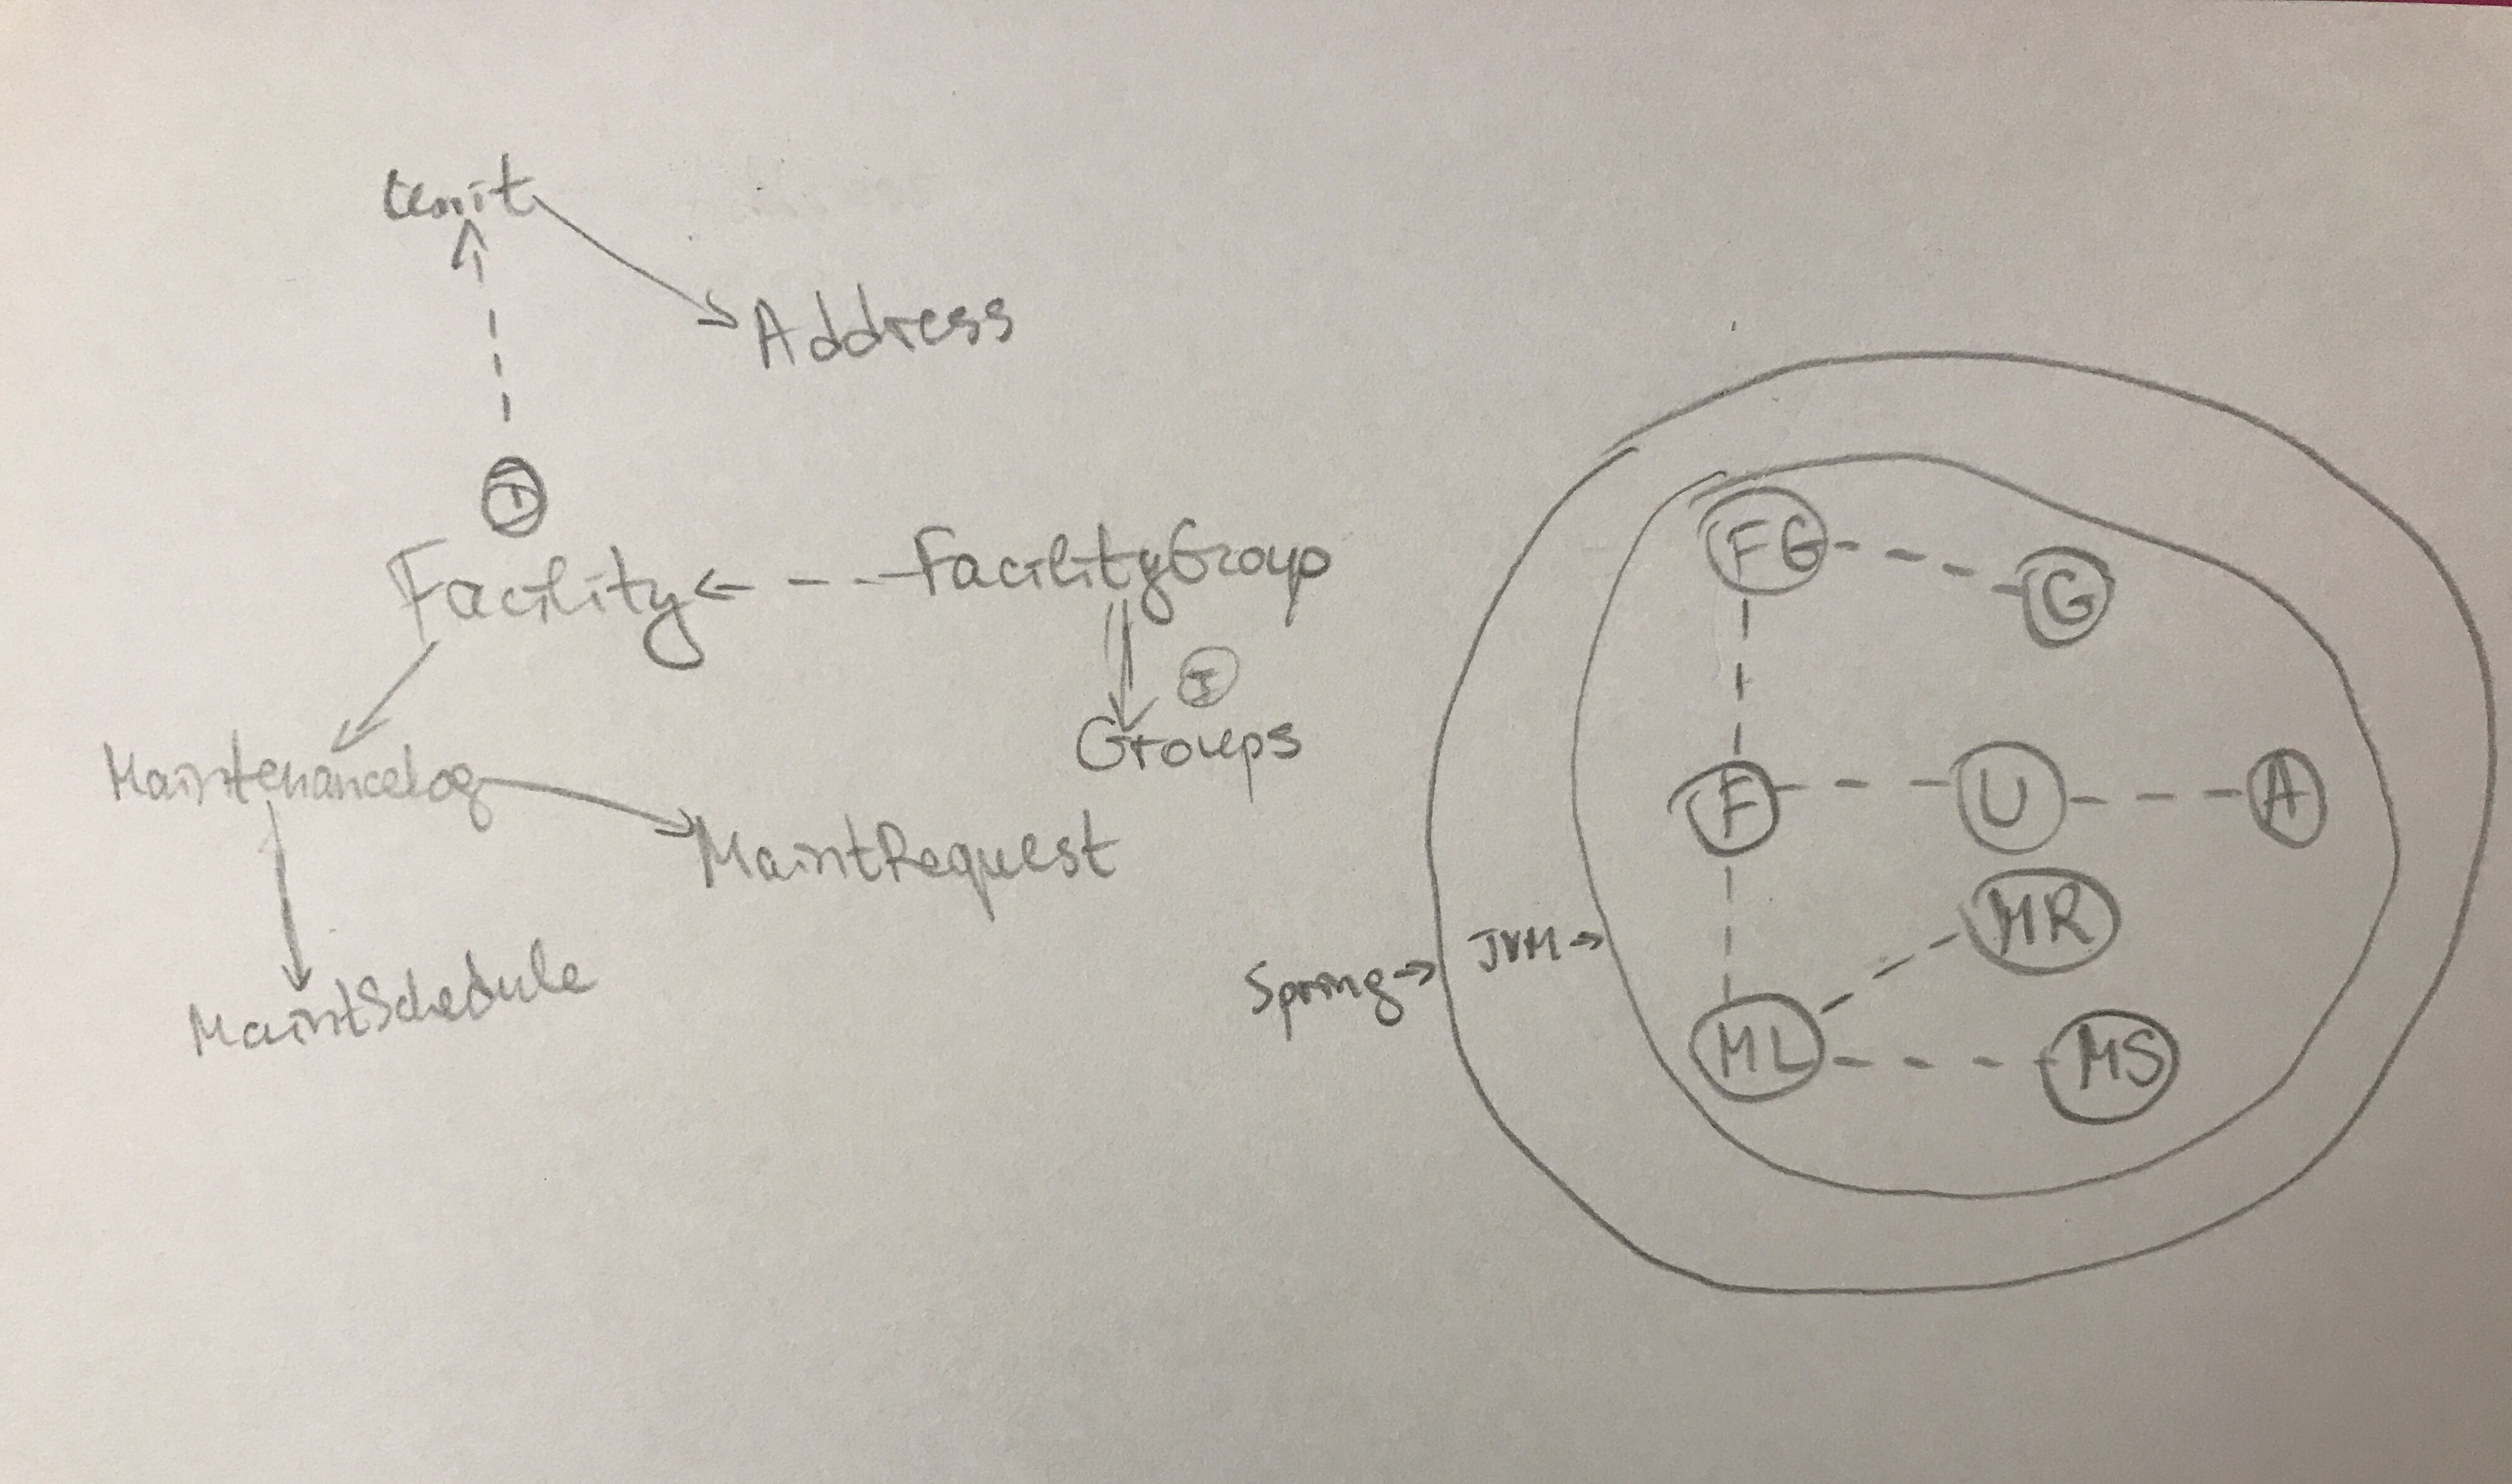 Unit
Address
I
Facility
FacilityGroup
I
Groups
MaintenanceLog
MaintRequest
MaintSchedule
Spring
JVM
FG
G
F
U
A
MR
ML
MS